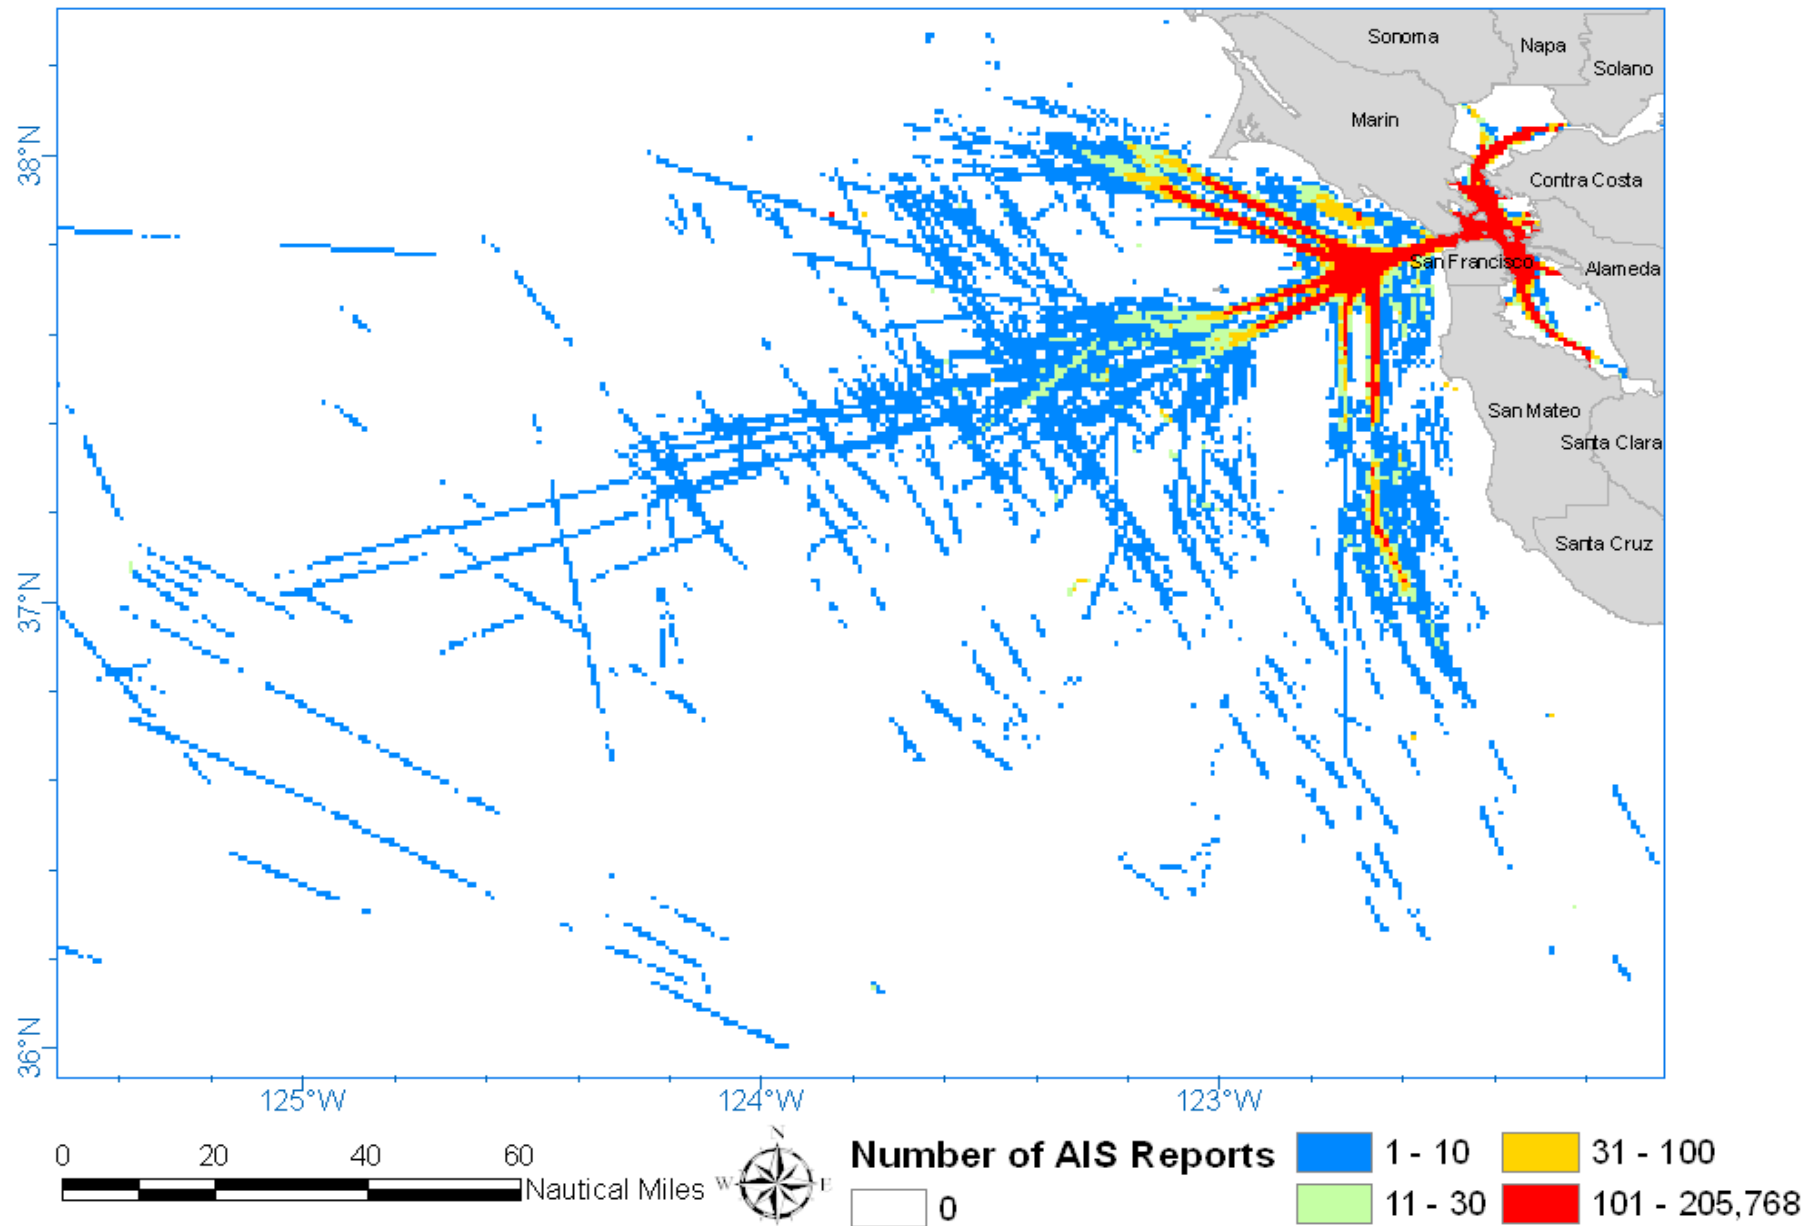 Sonoma
Napa
Solano
Marin
Contra Costa
San Francisco
Alameda
San Mateo
Santa Clara
Santa Cruz
38°N
37°N
36°N
125°W
124°W
123°W
0 20 40 60
Nautical Miles
N
W E
Number of AIS Reports
0
1 - 10
11 - 30
31 - 100
101 - 205,768